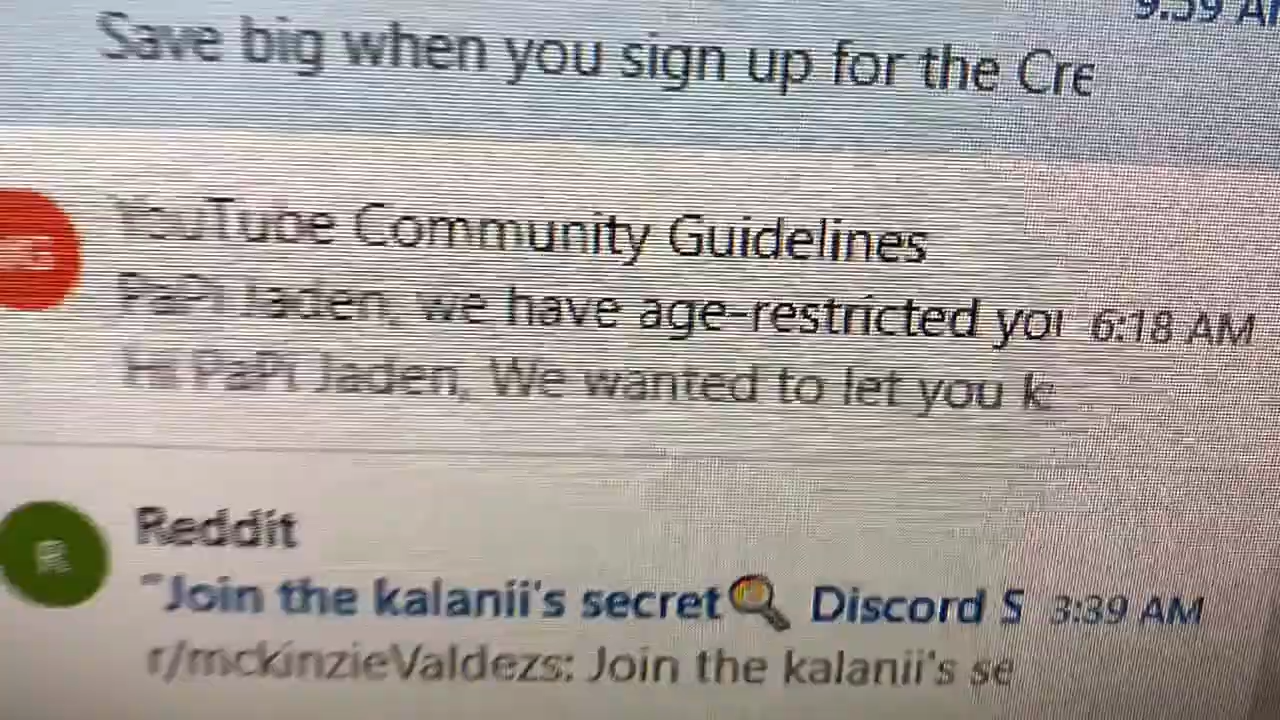 9:59 AM
Save big when you sign up for the Cre
YouTube Community Guidelines
PaPi Jaden, we have age-restricted you 6:18 AM
Hi PaPi Jaden, We wanted to let you k
R
Reddit
"Join the kalanii's secret🔍 Discord S 3:39 AM
r/mckinzieValdezs: Join the kalanii's se